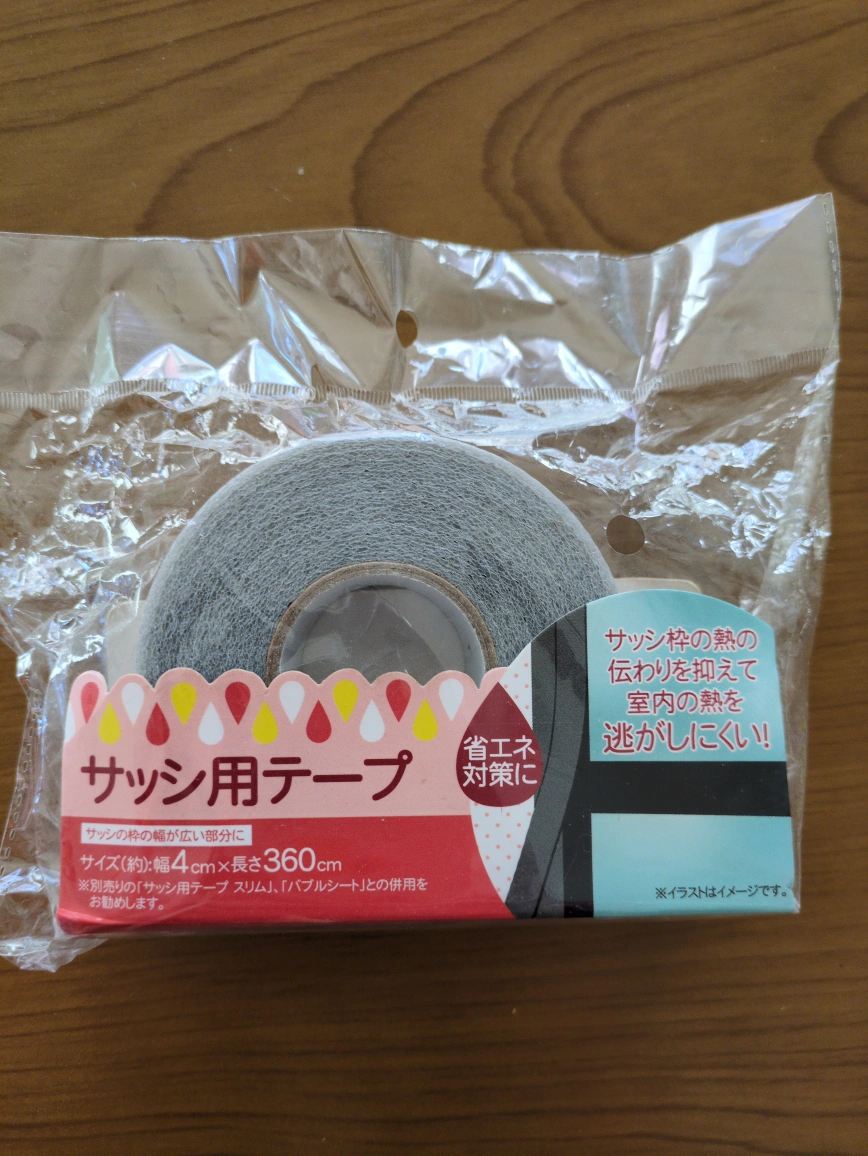 サッシ枠の熱の
伝わりを抑えて
室内の熱を
逃がしにくい!
省エネ
対策に
サッシ用テープ
サッシの枠の幅が広い部分に
サイズ(約):幅4cm×長さ360cm
※別売りの「サッシ用テープ スリム」、「バブルシート」との併用を
お勧めします。
※イラストはイメージです。